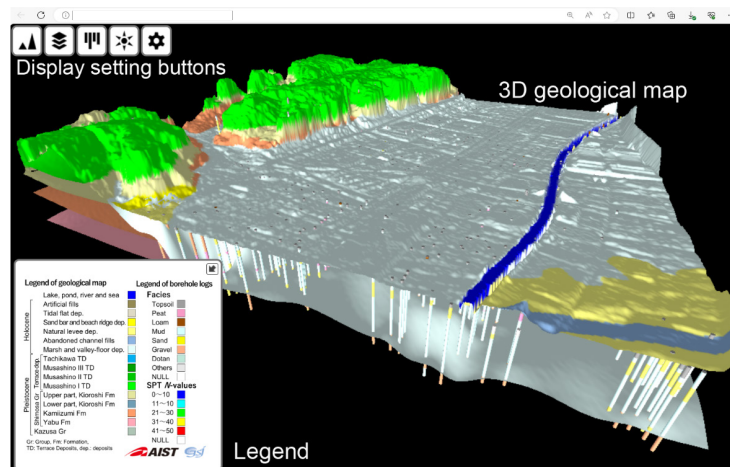 Display setting buttons
3D geological map
Legend of geological map
Holocene
Lake, pond, river and sea
Artificial fills
Tidal flat dep.
Sand bar and beach ridge dep.
Natural levee dep.
Abandoned channel fills
Marsh and valley-floor dep.
Pleistocene
Terrace dep.
Tachikawa TD
Musashino III TD
Musashino II TD
Musashino I TD
Shimosa Gr.
Upper part, Kioroshi Fm
Lower part, Kioroshi Fm
Kamiizumi Fm
Yabu Fm
Kazusa Gr
Gr: Group, Fm: Formation,
TD: Terrace Deposits, dep.: deposits
Legend of borehole logs
Facies
Topsoil
Peat
Loam
Mud
Sand
Gravel
Dotan
Others
NULL
SPT N-values
0～10
11～10
21～30
31～40
41～50
NULL
AIST
GSJ
Legend